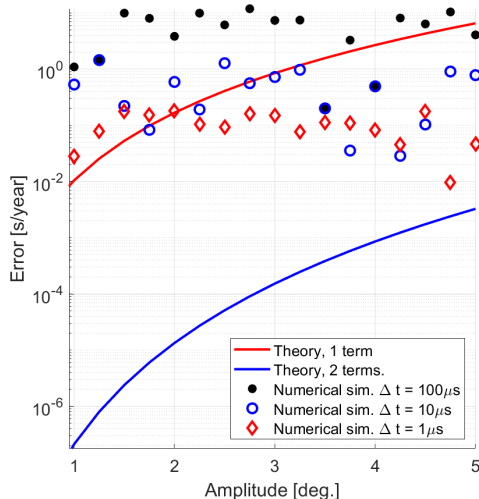 10^0
10^-2
10^-4
10^-6
Error [s/year]
Theory, 1 term
Theory, 2 terms.
Numerical sim. Δ t = 100μs
Numerical sim. Δ t = 10μs
Numerical sim. Δ t = 1μs
1 2 3 4 5
Amplitude [deg.]